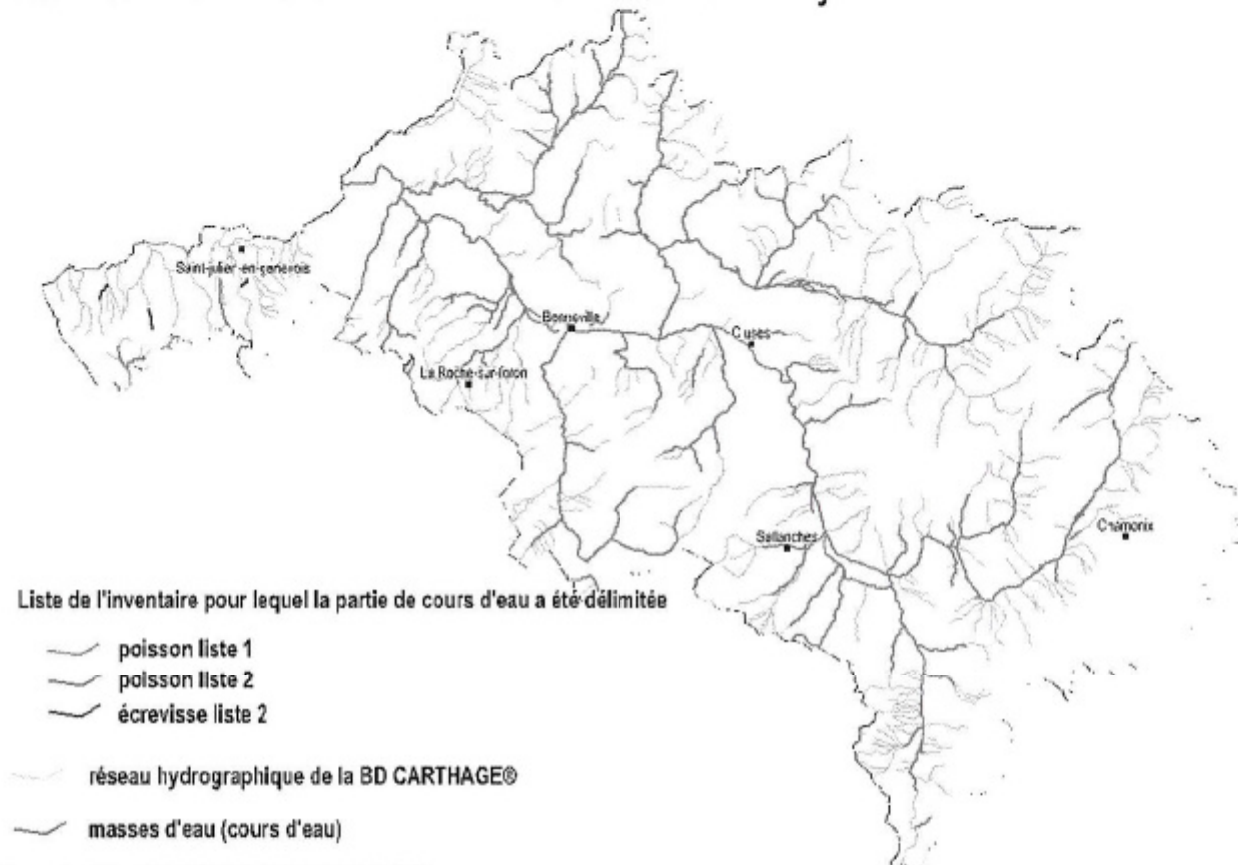 Saint-julien-en-genevois
Bonneville
Cluses
La Roche-sur-foron
Chamonix
Sallanches
Liste de l'inventaire pour lequel la partie de cours d'eau a été délimitée
poisson liste 1
poisson liste 2
écrevisse liste 2
réseau hydrographique de la BD CARTHAGE®
masses d'eau (cours d'eau)